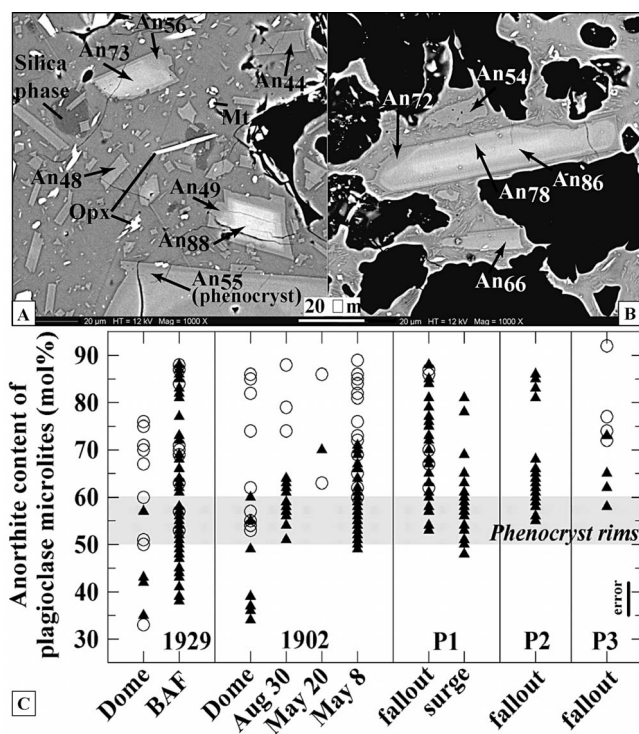 An56
An73
An44
Silica
phase
Mt
An48
An49
Opx
An88
An55
(phenocryst)
A
20 µm HT = 12 kV Mag = 1000 X
An54
An72
An78
An86
An66
B
20 □m
20 µm HT = 12 kV Mag = 1000 X
Anorthite content of
plagioclase microlites (mol%)
90
80
70
60
50
40
30
Phenocryst rims
error
1929
1902
P1
P2
P3
C
Dome
BAF
Dome
Aug 30
May 20
May 8
fallout
surge
fallout
fallout